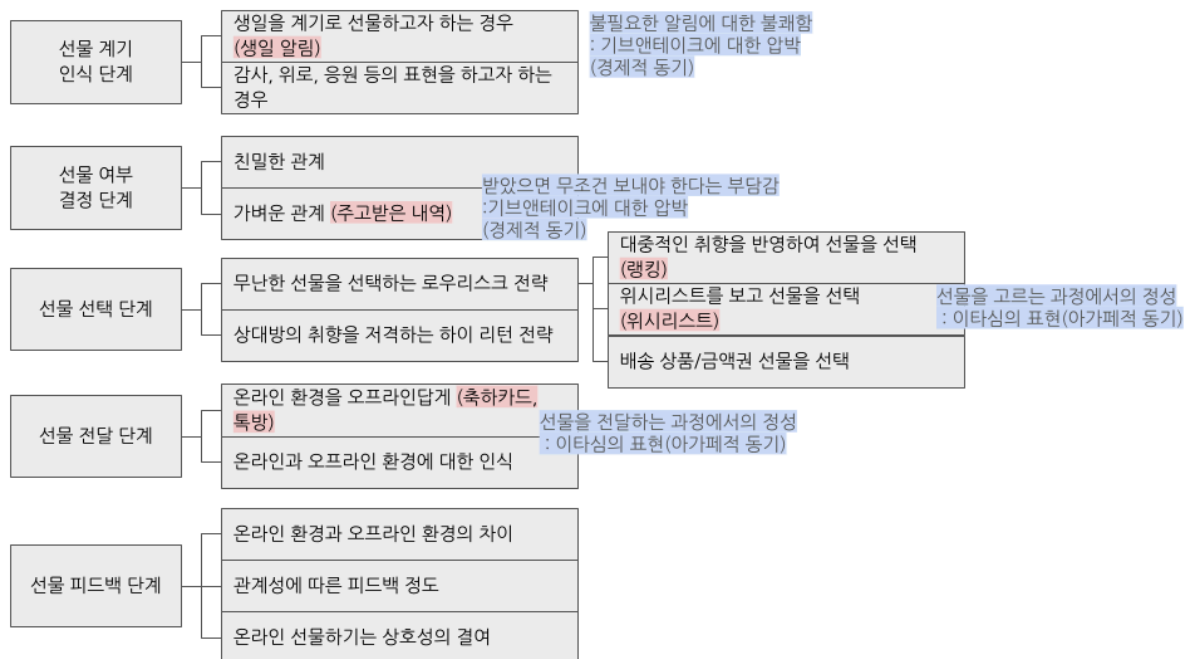 선물 계기
인식 단계
생일을 계기로 선물하고자 하는 경우
(생일 알림)
감사, 위로, 응원 등의 표현을 하고자 하는
경우
불필요한 알림에 대한 불쾌함
: 기브앤테이크에 대한 압박
(경제적 동기)
선물 여부
결정 단계
친밀한 관계
가벼운 관계 (주고받은 내역)
받았으면 무조건 보내야 한다는 부담감
:기브앤테이크에 대한 압박
(경제적 동기)
선물 선택 단계
무난한 선물을 선택하는 로우리스크 전략
상대방의 취향을 저격하는 하이 리턴 전략
대중적인 취향을 반영하여 선물을 선택
(랭킹)
위시리스트를 보고 선물을 선택
(위시리스트)
배송 상품/금액권 선물을 선택
선물을 고르는 과정에서의 정성
: 이타심의 표현(아가페적 동기)
선물 전달 단계
온라인 환경을 오프라인답게 (축하카드,
톡방)
온라인과 오프라인 환경에 대한 인식
선물을 전달하는 과정에서의 정성
: 이타심의 표현(아가페적 동기)
선물 피드백 단계
온라인 환경과 오프라인 환경의 차이
관계성에 따른 피드백 정도
온라인 선물하기는 상호성의 결여